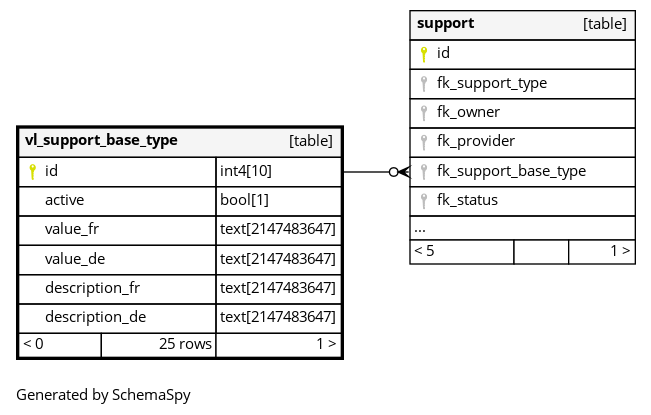 support [table]
id
fk_support_type
fk_owner
fk_provider
fk_support_base_type
fk_status
...
< 5 1 >
vl_support_base_type [table]
id int4[10]
active bool[1]
value_fr text[2147483647]
value_de text[2147483647]
description_fr text[2147483647]
description_de text[2147483647]
< 0 25 rows 1 >
Generated by SchemaSpy